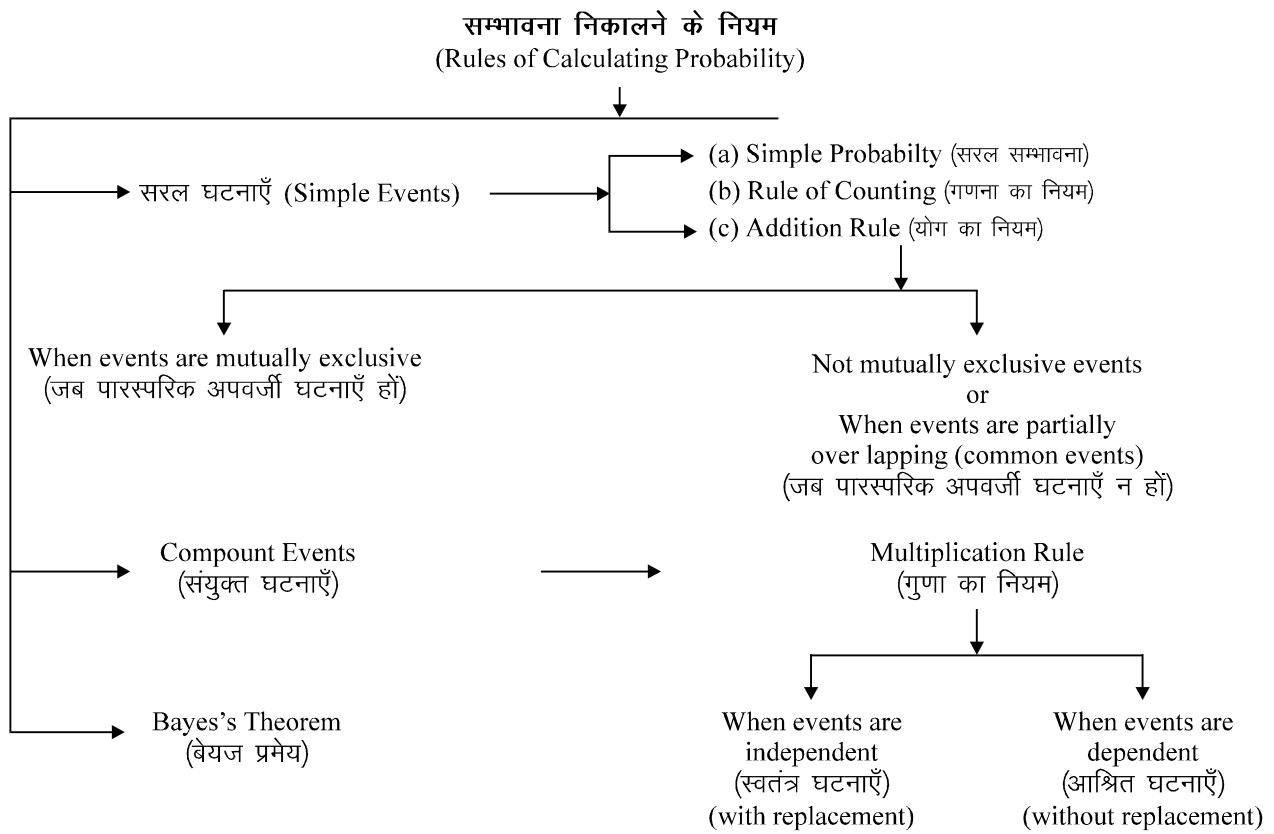 सम्भावना निकालने के नियम
(Rules of Calculating Probability)
सरल घटनाएँ (Simple Events)
(a) Simple Probabilty (सरल सम्भावना)
(b) Rule of Counting (गणना का नियम)
(c) Addition Rule (योग का नियम)
When events are mutually exclusive
(जब पारस्परिक अपवर्जी घटनाएँ हों)
Not mutually exclusive events
or
When events are partially
over lapping (common events)
(जब पारस्परिक अपवर्जी घटनाएँ न हों)
Compount Events
(संयुक्त घटनाएँ)
Multiplication Rule
(गुणा का नियम)
Bayes’s Theorem
(बेयज प्रमेय)
When events are
independent
(स्वतंत्र घटनाएँ)
(with replacement)
When events are
dependent
(आश्रित घटनाएँ)
(without replacement)